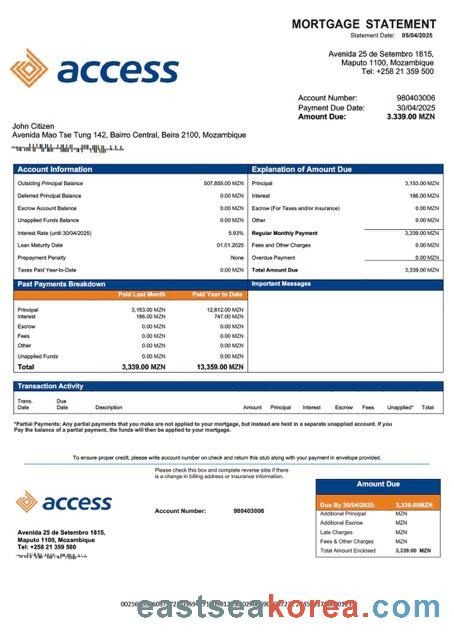 MORTGAGE STATEMENT
Statement Date: 05/04/2025
access
Avenida 25 de Setembro 1815,
Maputo 1100, Mozambique
Tel: +258 21 359 500
Account Number: 980403006
Payment Due Date: 30/04/2025
Amount Due: 3.339.00 MZN
John Citizen
Avenida Mao Tse Tung 142, Bairro Central, Beira 2100, Mozambique
Account Information
Outsiding Principal Balance 507,855.00 MZN
Deferred Principal Balance 0.00 MZN
Escrow Account Balance 0.00 MZN
Unapplied Funds Balance 0.00 MZN
Interest Rate (until 30/04/2025) 5.93%
Loan Maturity Date 01.01.2025
Prepayment Penalty None
Taxes Paid Year-to-Date 0.00 MZN
Explanation of Amount Due
Principal 3,153.00 MZN
Interest 186.00 MZN
Escrow (For Taxes and/or insurance) 0.00 MZN
Other 0.00 MZN
Regular Monthly Payment 3,339.00 MZN
Fees and Other Charges 0.00 MZN
Overdue Payment 0.00 MZN
Total Amount Due 3,339.00 MZN
Past Payments Breakdown
Paid Last Month Paid Year to Date
Principal 3,153.00 MZN 12,612.00 MZN
Interest 186.00 MZN 747.00 MZN
Escrow 0.00 MZN 0.00 MZN
Fees 0.00 MZN 0.00 MZN
Other 0.00 MZN 0.00 MZN
Unapplied Funds 0.00 MZN 0.00 MZN
Total 3,339.00 MZN 13,359.00 MZN
Important Messages
Transaction Activity
Trans. Date Due Date Description Amount Principal Interest Escrow Fees Unapplied* Total
*Partial Payments: Any partial payments that you make are not applied to your mortgage, but instead are held in a separate unapplied account. If you
Pay the balance of a partial payment, the funds will then be applied to your mortgage.
To ensure proper credit, please write account number on check and return this stub along with your payment in envelope provided.
Please check this box and complete reverse side if there
is a change in billing address or insurance information.
access
Account Number: 980403006
Avenida 25 de Setembro 1815,
Maputo 1100, Mozambique
Tel: +258 21 359 500
Amount Due
Due By 30/04/2025: 3,339.00MZN
Additional Principal MZN
Additional Escrow MZN
Late Charges MZN
Fees & Other Charges MZN
Total Amount Enclosed 3,339.00 MZN
eastseakorea.com